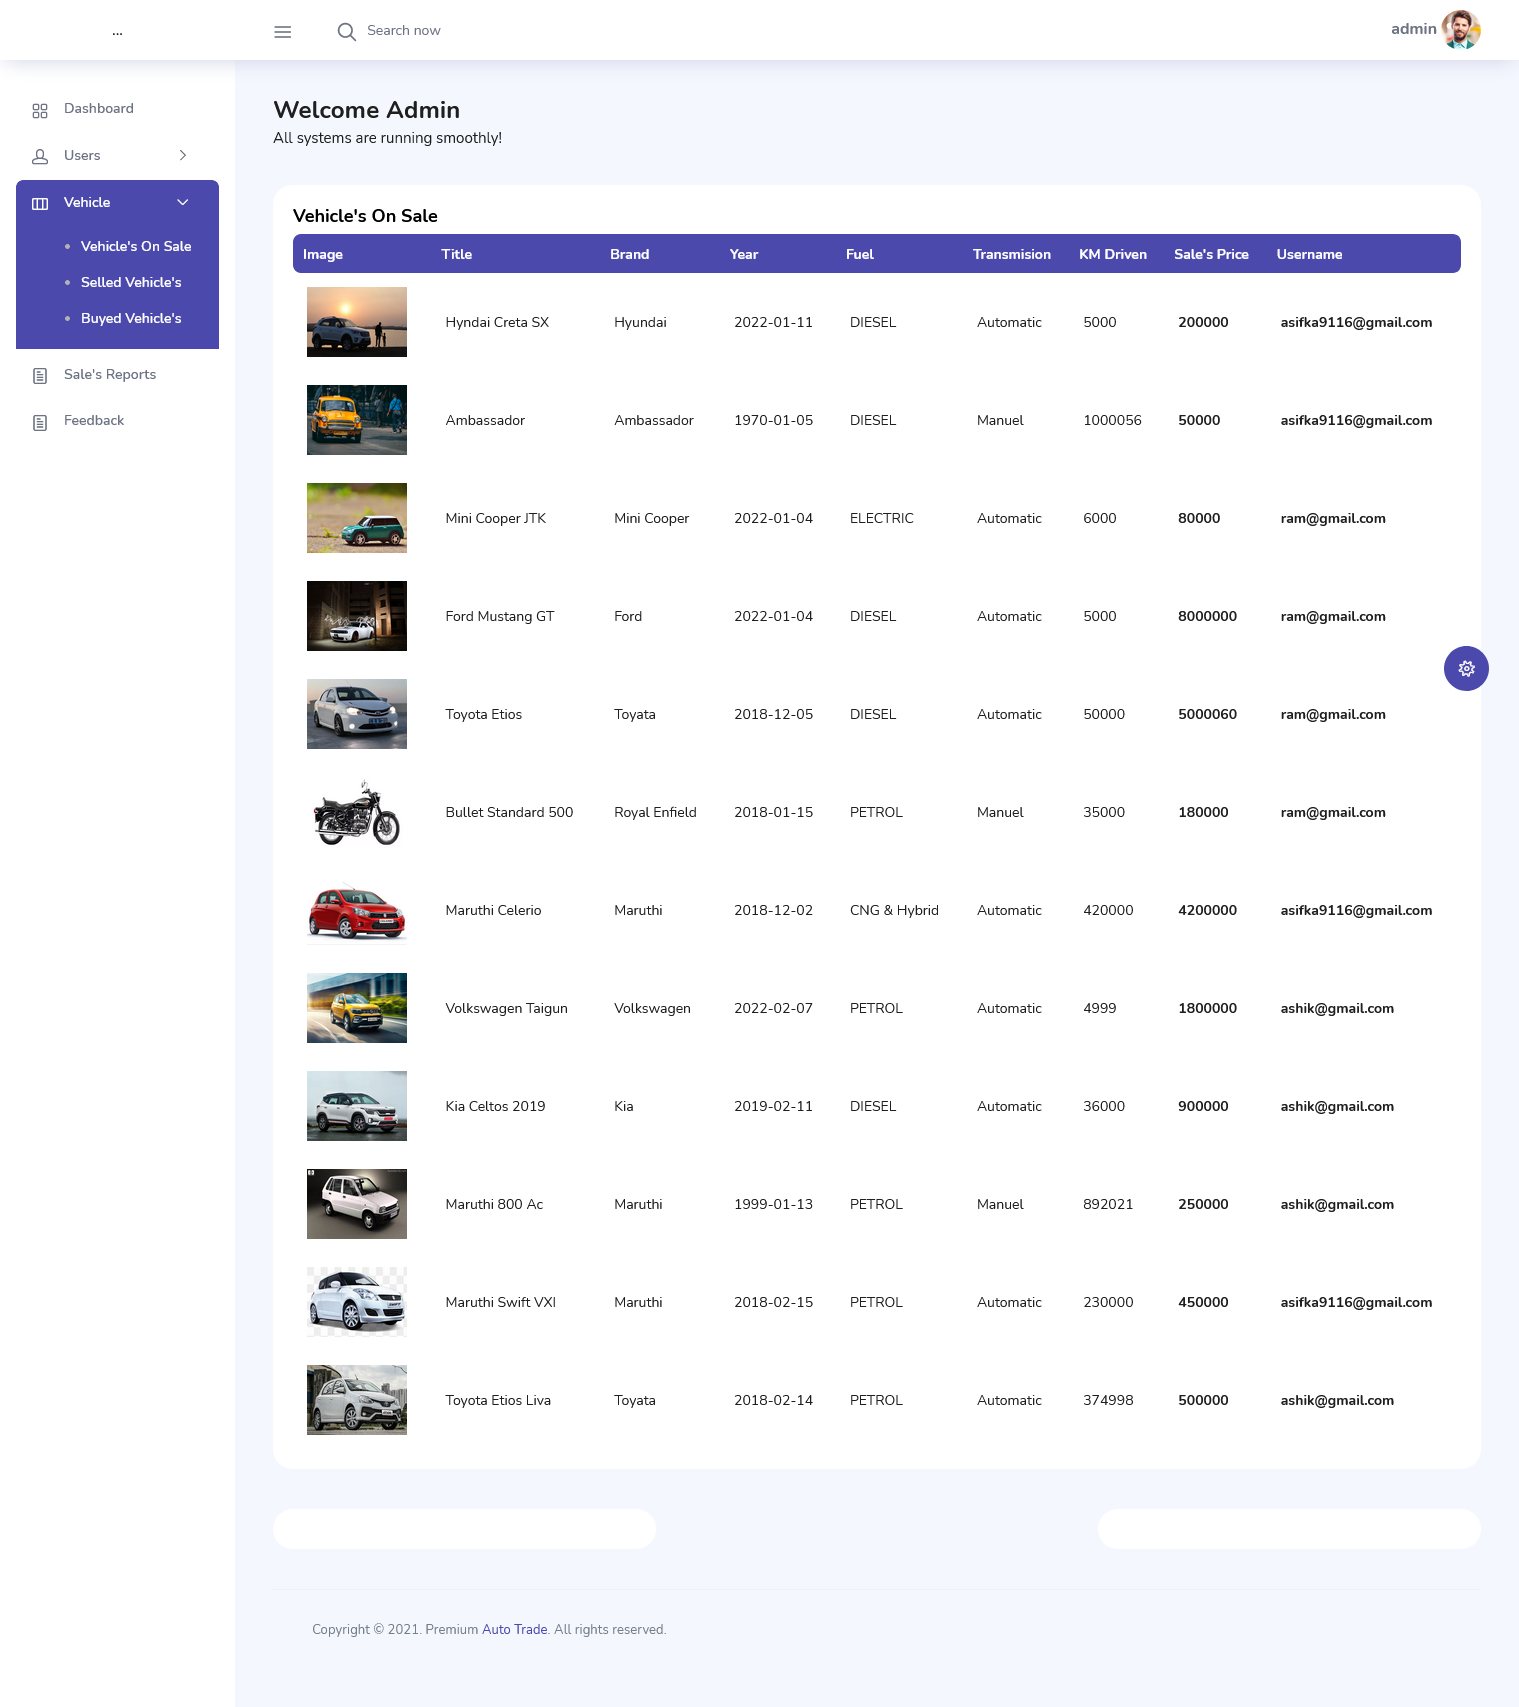 ...
Search now
admin
Dashboard
Users
Vehicle
Vehicle's On Sale
Selled Vehicle's
Buyed Vehicle's
Sale's Reports
Feedback
Welcome Admin
All systems are running smoothly!
Vehicle's On Sale
Image Title Brand Year Fuel Transmision KM Driven Sale's Price Username
Hyndai Creta SX Hyundai 2022-01-11 DIESEL Automatic 5000 200000 asifka9116@gmail.com
Ambassador Ambassador 1970-01-05 DIESEL Manuel 1000056 50000 asifka9116@gmail.com
Mini Cooper JTK Mini Cooper 2022-01-04 ELECTRIC Automatic 6000 80000 ram@gmail.com
Ford Mustang GT Ford 2022-01-04 DIESEL Automatic 5000 8000000 ram@gmail.com
Toyota Etios Toyata 2018-12-05 DIESEL Automatic 50000 5000060 ram@gmail.com
Bullet Standard 500 Royal Enfield 2018-01-15 PETROL Manuel 35000 180000 ram@gmail.com
Maruthi Celerio Maruthi 2018-12-02 CNG & Hybrid Automatic 420000 4200000 asifka9116@gmail.com
Volkswagen Taigun Volkswagen 2022-02-07 PETROL Automatic 4999 1800000 ashik@gmail.com
Kia Celtos 2019 Kia 2019-02-11 DIESEL Automatic 36000 900000 ashik@gmail.com
Maruthi 800 Ac Maruthi 1999-01-13 PETROL Manuel 892021 250000 ashik@gmail.com
Maruthi Swift VXI Maruthi 2018-02-15 PETROL Automatic 230000 450000 asifka9116@gmail.com
Toyota Etios Liva Toyata 2018-02-14 PETROL Automatic 374998 500000 ashik@gmail.com
Copyright © 2021. Premium Auto Trade. All rights reserved.